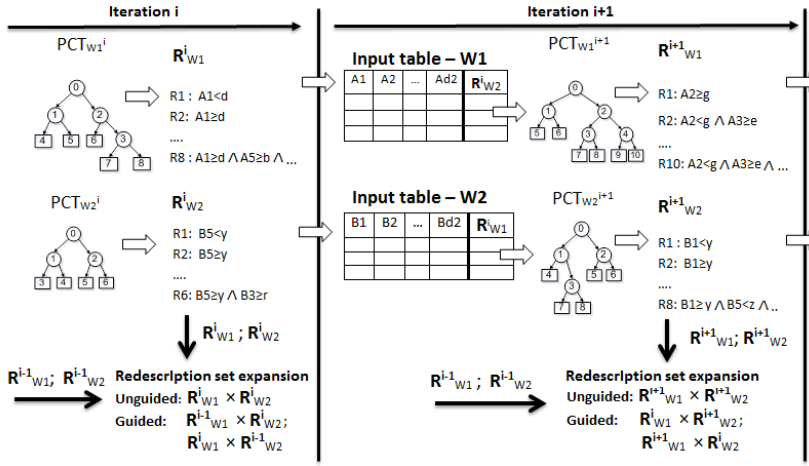 Iteration i
PCTW1i
RiW1
0
1 2
4 5 6 3
7 8
R1 : A1<d
R2: A1≥d
....
R8 : A1≥d ∧ A5≥b ∧ ...
PCTW2i
RiW2
0
1 2
3 4 5 6
R1: B5<y
R2: B5≥y
....
R6: B5≥y ∧ B3≥r
RiW1 ; RiW2
Ri-1W1; Ri-1W2
RedescrIptIon set expansion
Unguided: RiW1 × RiW2
Guided: Ri-1W1 × RiW2;
RiW1 × Ri-1W2
Iteration i+1
Input table – W1
A1 A2 ... Ad2 RiW2
PCTW1i+1
Ri+1W1
0
1 2
5 6 3 4
7 8 9 10
R1: A2≥g
R2: A2<g ∧ A3≥e
....
R10: A2<g ∧ A3≥e ∧ ...
Input table – W2
B1 B2 ... Bd2 RiW1
PCTW2i+1
Ri+1W2
0
1 2
4 3 5 6
7 8
R1 : B1<y
R2: B1≥y
....
R8: B1≥y ∧ B5<z ∧ ..
Ri+1W1; Ri+1W2
Ri-1W1 ; Ri-1W2
RedescrIptIon set expansion
Unguided: Ri+1W1 × Ri+1W2
Guided: RiW1 × Ri+1W2;
Ri+1W1 × RiW2